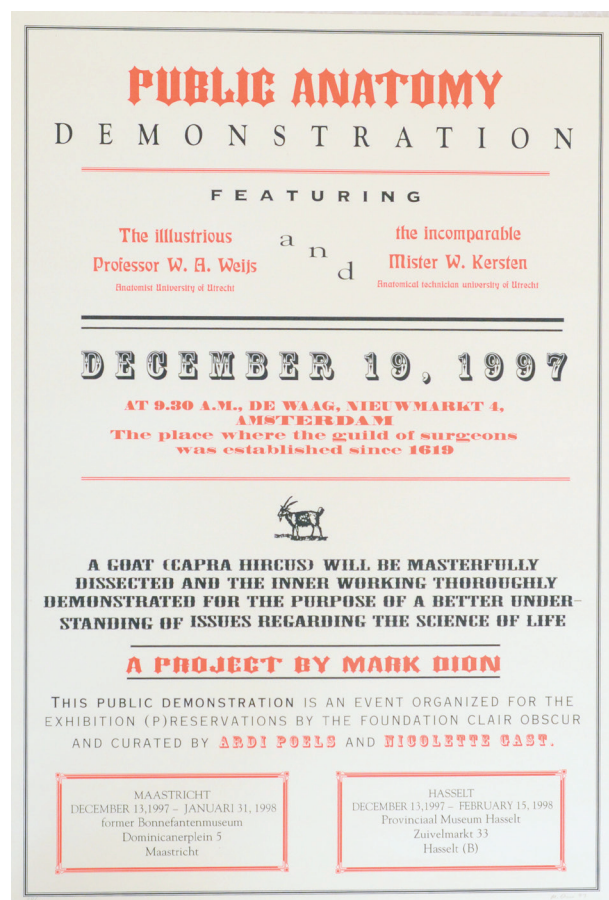 PUBLIC ANATOMY
DEMONSTRATION
FEATURING
The illlustrious
Professor W. A. Weijs
Anatomist University of Utrecht
and
the incomparable
Mister W. Kersten
Anatomical technician university of Utrecht
DECEMBER 19, 1997
AT 9.30 A.M., DE WAAG, NIEUWMARKT 4,
AMSTERDAM
The place where the guild of surgeons
was established since 1619
A GOAT (CAPRA HIRCUS) WILL BE MASTERFULLY
DISSECTED AND THE INNER WORKING THOROUGHLY
DEMONSTRATED FOR THE PURPOSE OF A BETTER UNDER-
STANDING OF ISSUES REGARDING THE SCIENCE OF LIFE
A PROJECT BY MARK DION
THIS PUBLIC DEMONSTRATION IS AN EVENT ORGANIZED FOR THE
EXHIBITION (P)RESERVATIONS BY THE FOUNDATION CLAIR OBSCUR
AND CURATED BY ARDI POELS AND NICOLETTE GAST.
MAASTRICHT
DECEMBER 13,1997 – JANUARI 31, 1998
former Bonnefantenmuseum
Dominicanerplein 5
Maastricht
HASSELT
DECEMBER 13,1997 – FEBRUARY 15, 1998
Provinciaal Museum Hasselt
Zuivelmarkt 33
Hasselt (B)